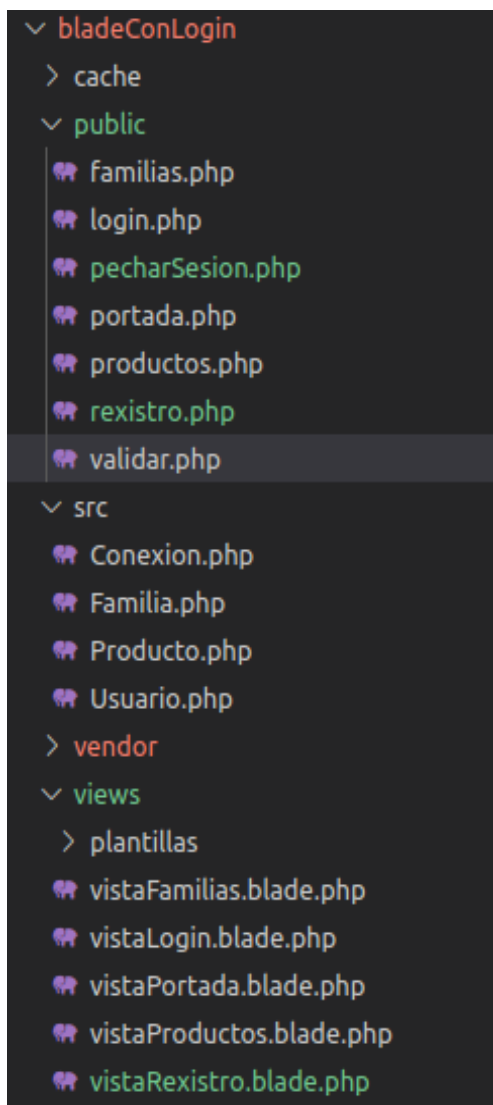 bladeConLogin
cache
public
familias.php
login.php
pecharSesion.php
portada.php
productos.php
rexistro.php
validar.php
src
Conexion.php
Familia.php
Producto.php
Usuario.php
vendor
views
plantillas
vistaFamilias.blade.php
vistaLogin.blade.php
vistaPortada.blade.php
vistaProductos.blade.php
vistaRexistro.blade.php